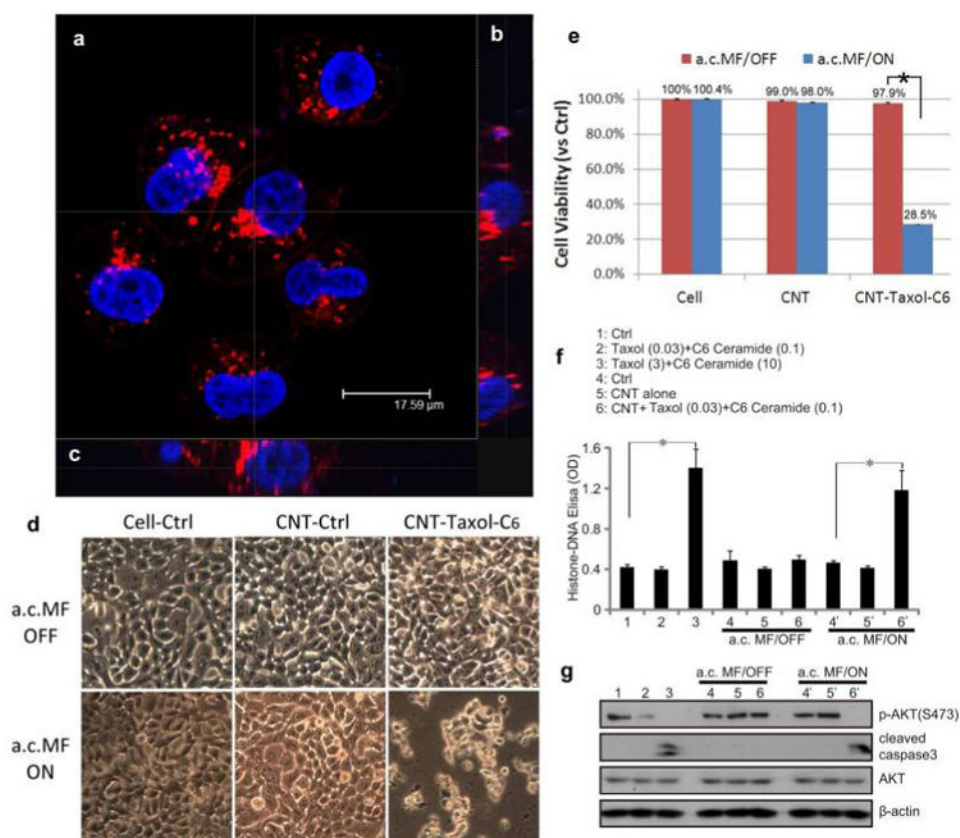 a
b
17.59 µm
c
d
Cell-Ctrl
CNT-Ctrl
CNT-Taxol-C6
a.c.MF
OFF
a.c.MF
ON
e
a.c.MF/OFF
a.c.MF/ON
*
Cell Viability (vs Ctrl)
100.0%
80.0%
60.0%
40.0%
20.0%
0.0%
100%
100.4%
99.0%
98.0%
97.9%
28.5%
Cell
CNT
CNT-Taxol-C6
f
1: Ctrl
2: Taxol (0.03)+C6 Ceramide (0.1)
3: Taxol (3)+C6 Ceramide (10)
4: Ctrl
5: CNT alone
6: CNT+Taxol (0.03)+C6 Ceramide (0.1)
Histone-DNA Elisa (OD)
1.6
1.2
0.8
0.4
0
*
*
1 2 3 4 5 6 4' 5' 6'
a.c. MF/OFF
a.c. MF/ON
g
a.c. MF/OFF
a.c. MF/ON
1 2 3 4 5 6 4' 5' 6'
p-AKT(S473)
cleaved
caspase3
AKT
β-actin